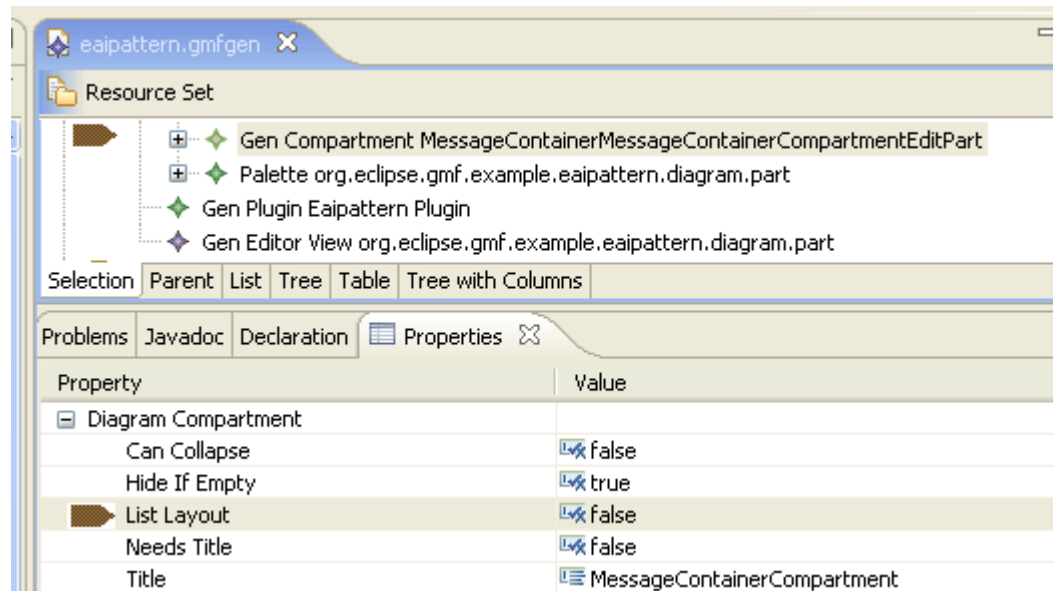 eaipattern.gmfgen
Resource Set
Gen Compartment MessageContainerMessageContainerCompartmentEditPart
Palette org.eclipse.gmf.example.eaipattern.diagram.part
Gen Plugin Eaipattern Plugin
Gen Editor View org.eclipse.gmf.example.eaipattern.diagram.part
Selection Parent List Tree Table Tree with Columns
Problems Javadoc Declaration Properties
Property Value
Diagram Compartment
Can Collapse false
Hide If Empty true
List Layout false
Needs Title false
Title MessageContainerCompartment